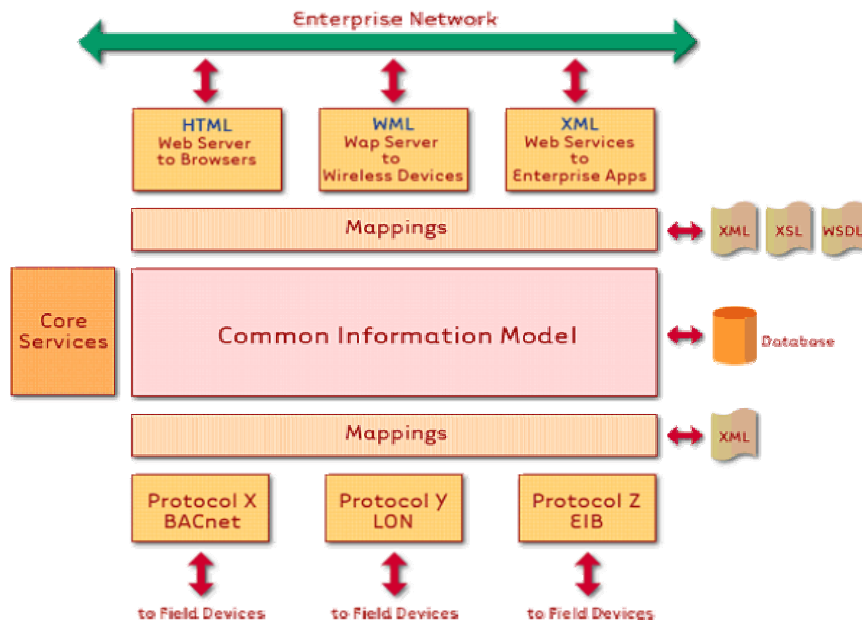 Enterprise Network
HTML
Web Server
to Browsers
WML
Wap Server
to
Wireless Devices
XML
Web Services
to
Enterprise Apps
Mappings
XML
XSL
WSDL
Core
Services
Common Information Model
Database
Mappings
XML
Protocol X
BACnet
Protocol Y
LON
Protocol Z
EIB
to Field Devices
to Field Devices
to Field Devices